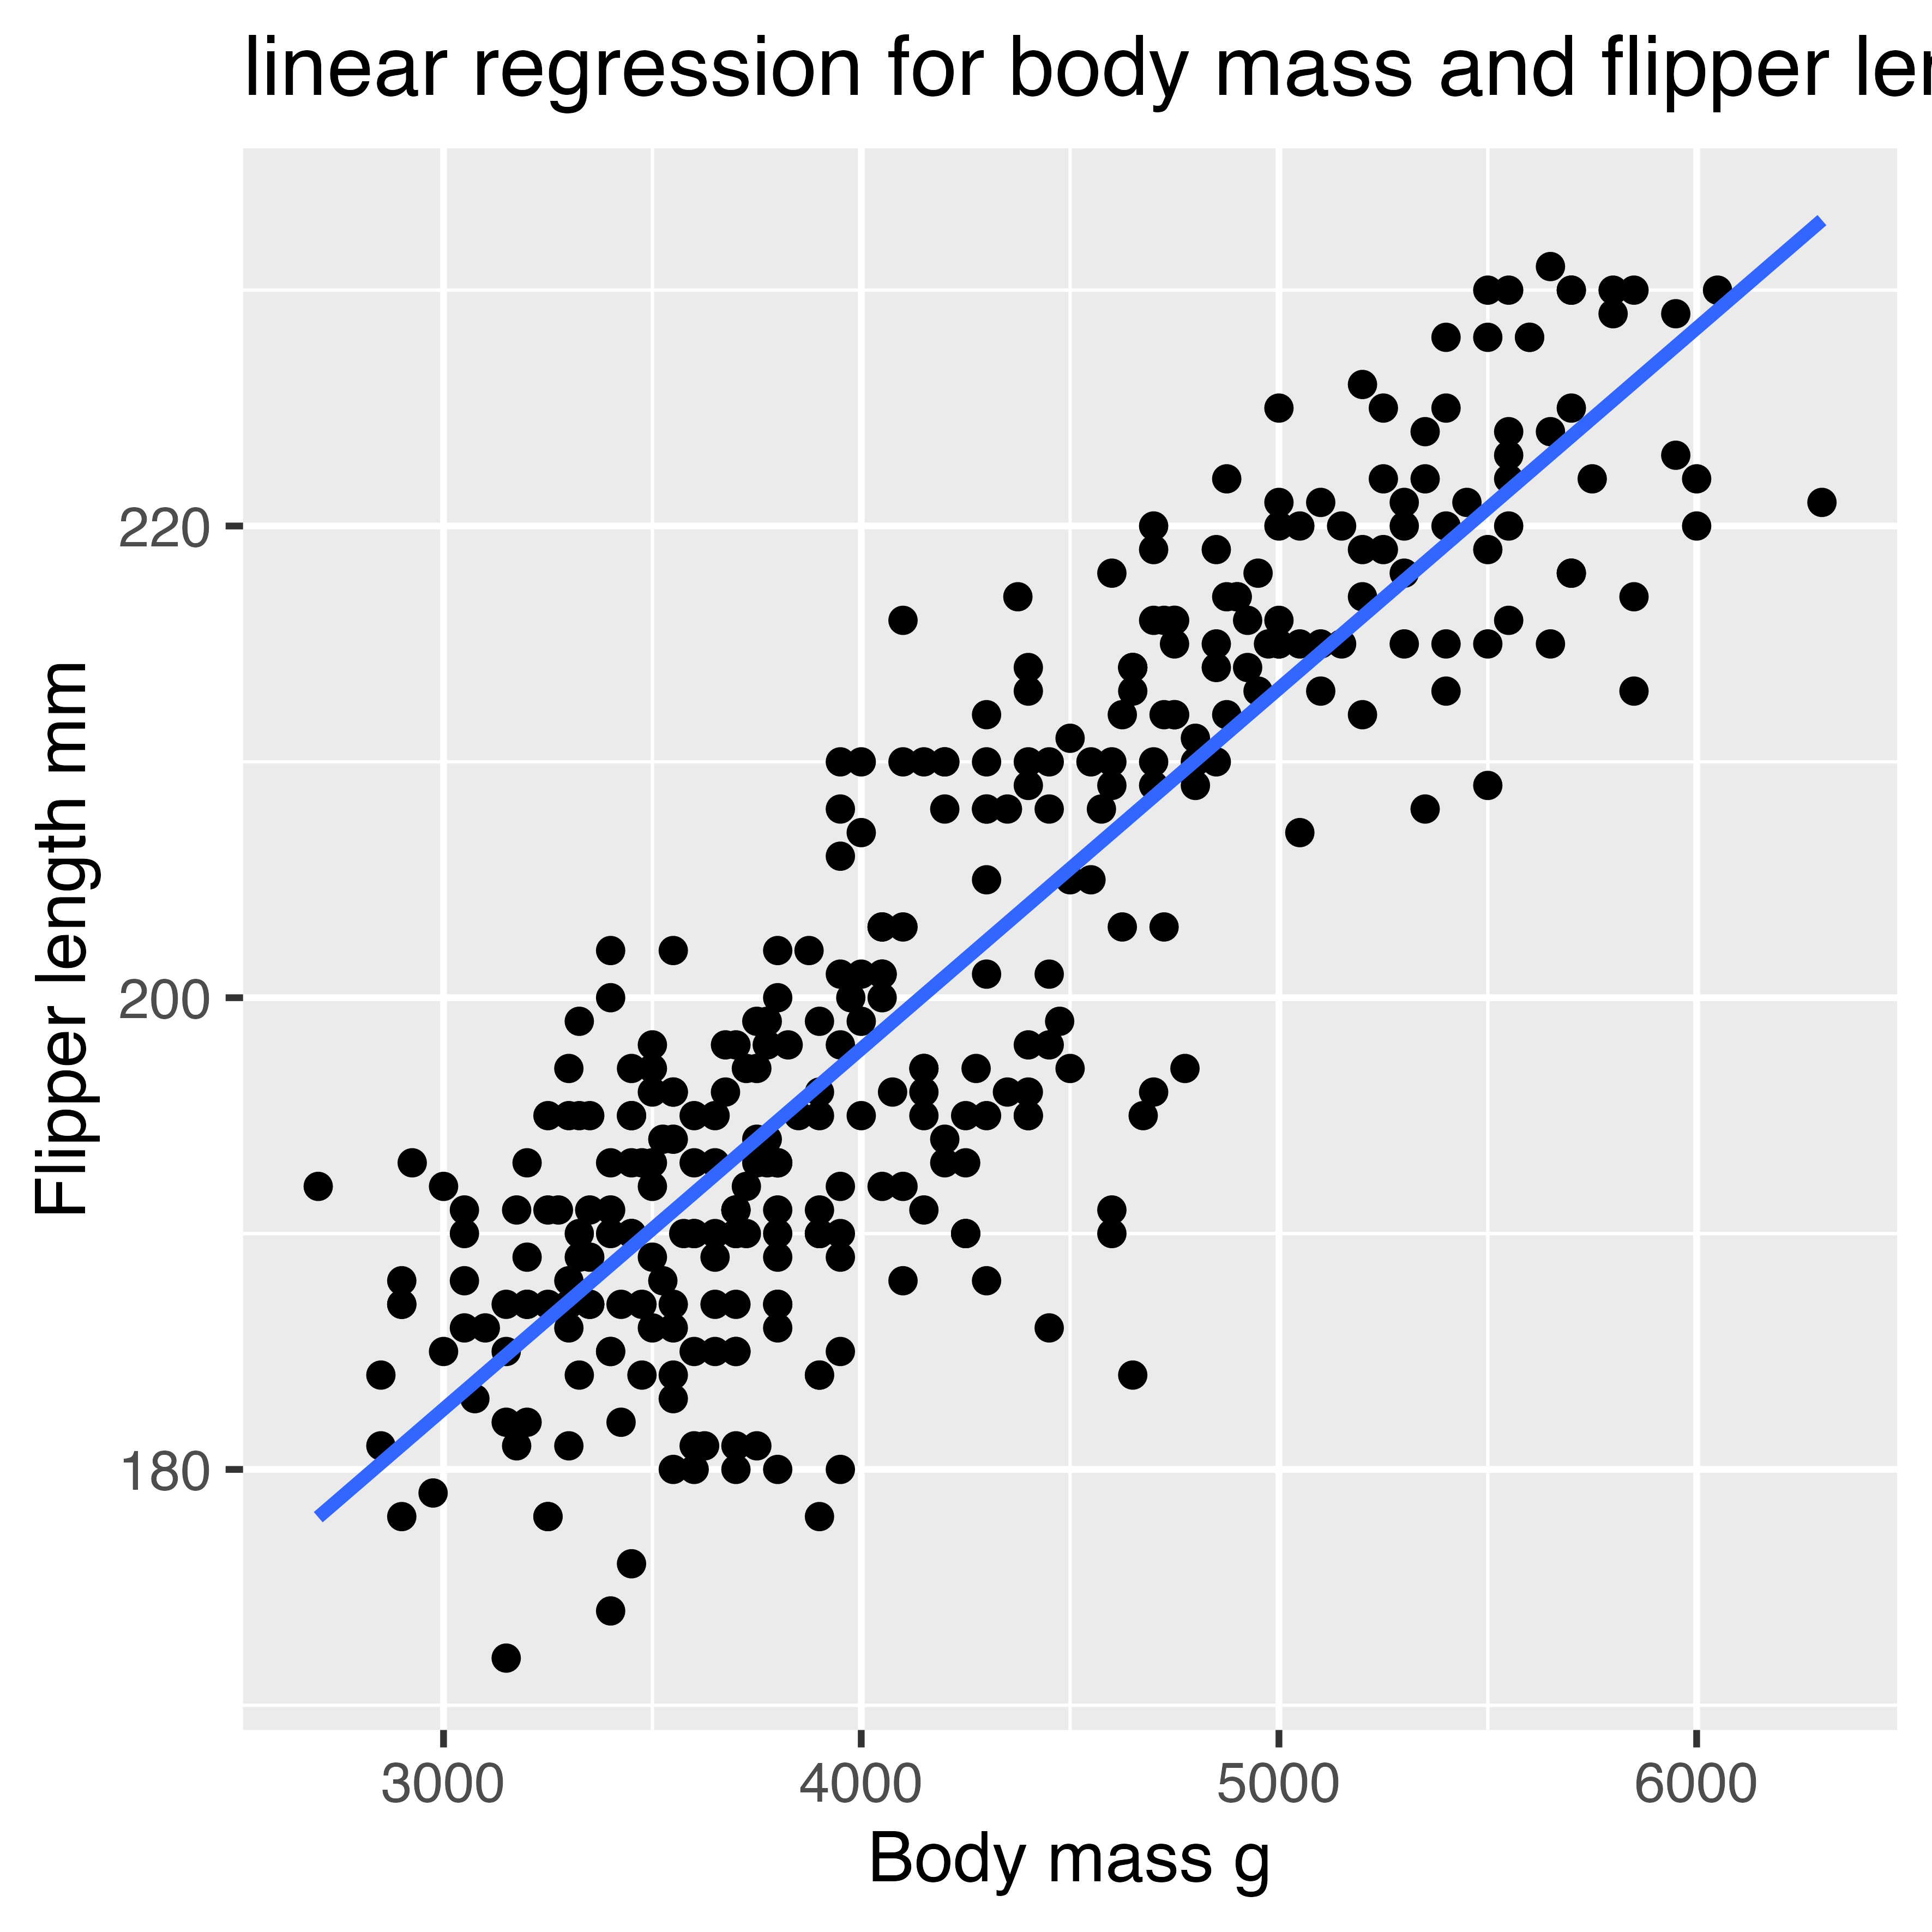 linear regression for body mass and flipper
Flipper length mm
220
200
180
3000 4000 5000 6000
Body mass g